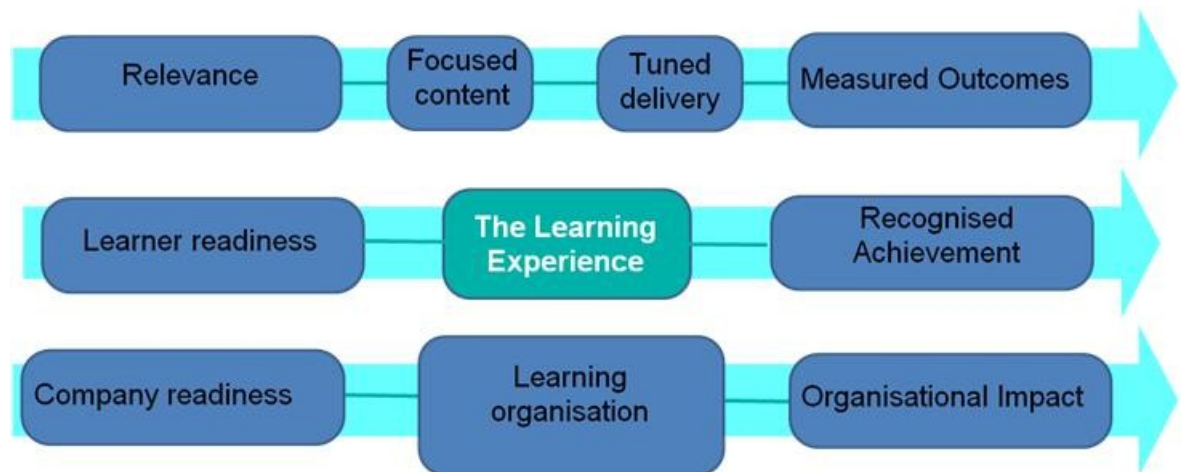 Relevance
Focused
content
Tuned
delivery
Measured Outcomes
Learner readiness
The Learning
Experience
Recognised
Achievement
Company readiness
Learning
organisation
Organisational Impact